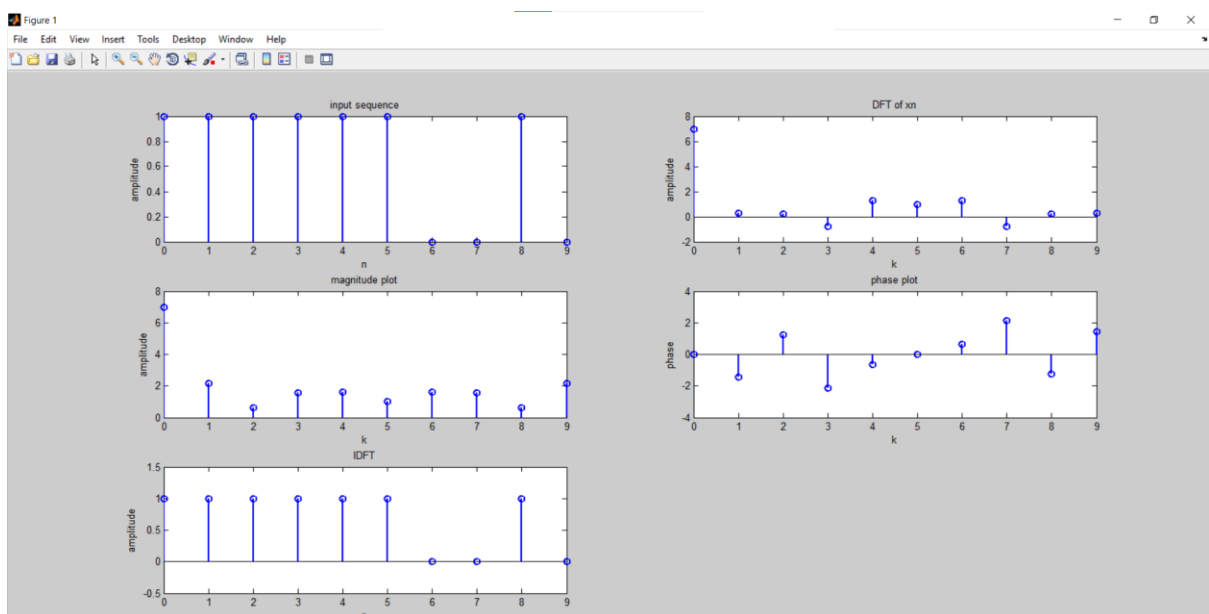 Figure 1
File Edit View Insert Tools Desktop Window Help
input sequence
amplitude
1
0.8
0.6
0.4
0.2
0
0 1 2 3 4 5 6 7 8 9
n
DFT of xn
amplitude
8
6
4
2
0
-2
0 1 2 3 4 5 6 7 8 9
k
magnitude plot
amplitude
8
6
4
2
0
0 1 2 3 4 5 6 7 8 9
k
phase plot
phase
4
2
0
-2
-4
0 1 2 3 4 5 6 7 8 9
k
IDFT
amplitude
1.5
1
0.5
0
-0.5
0 1 2 3 4 5 6 7 8 9